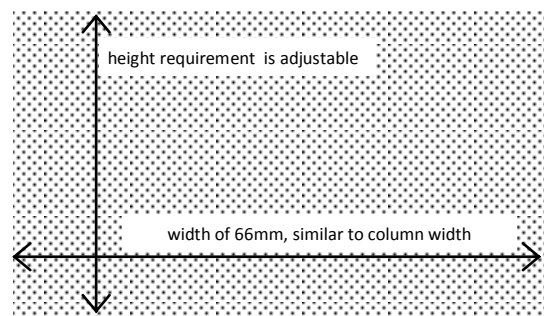 height requirement  is adjustable
width of 66mm, similar to column width